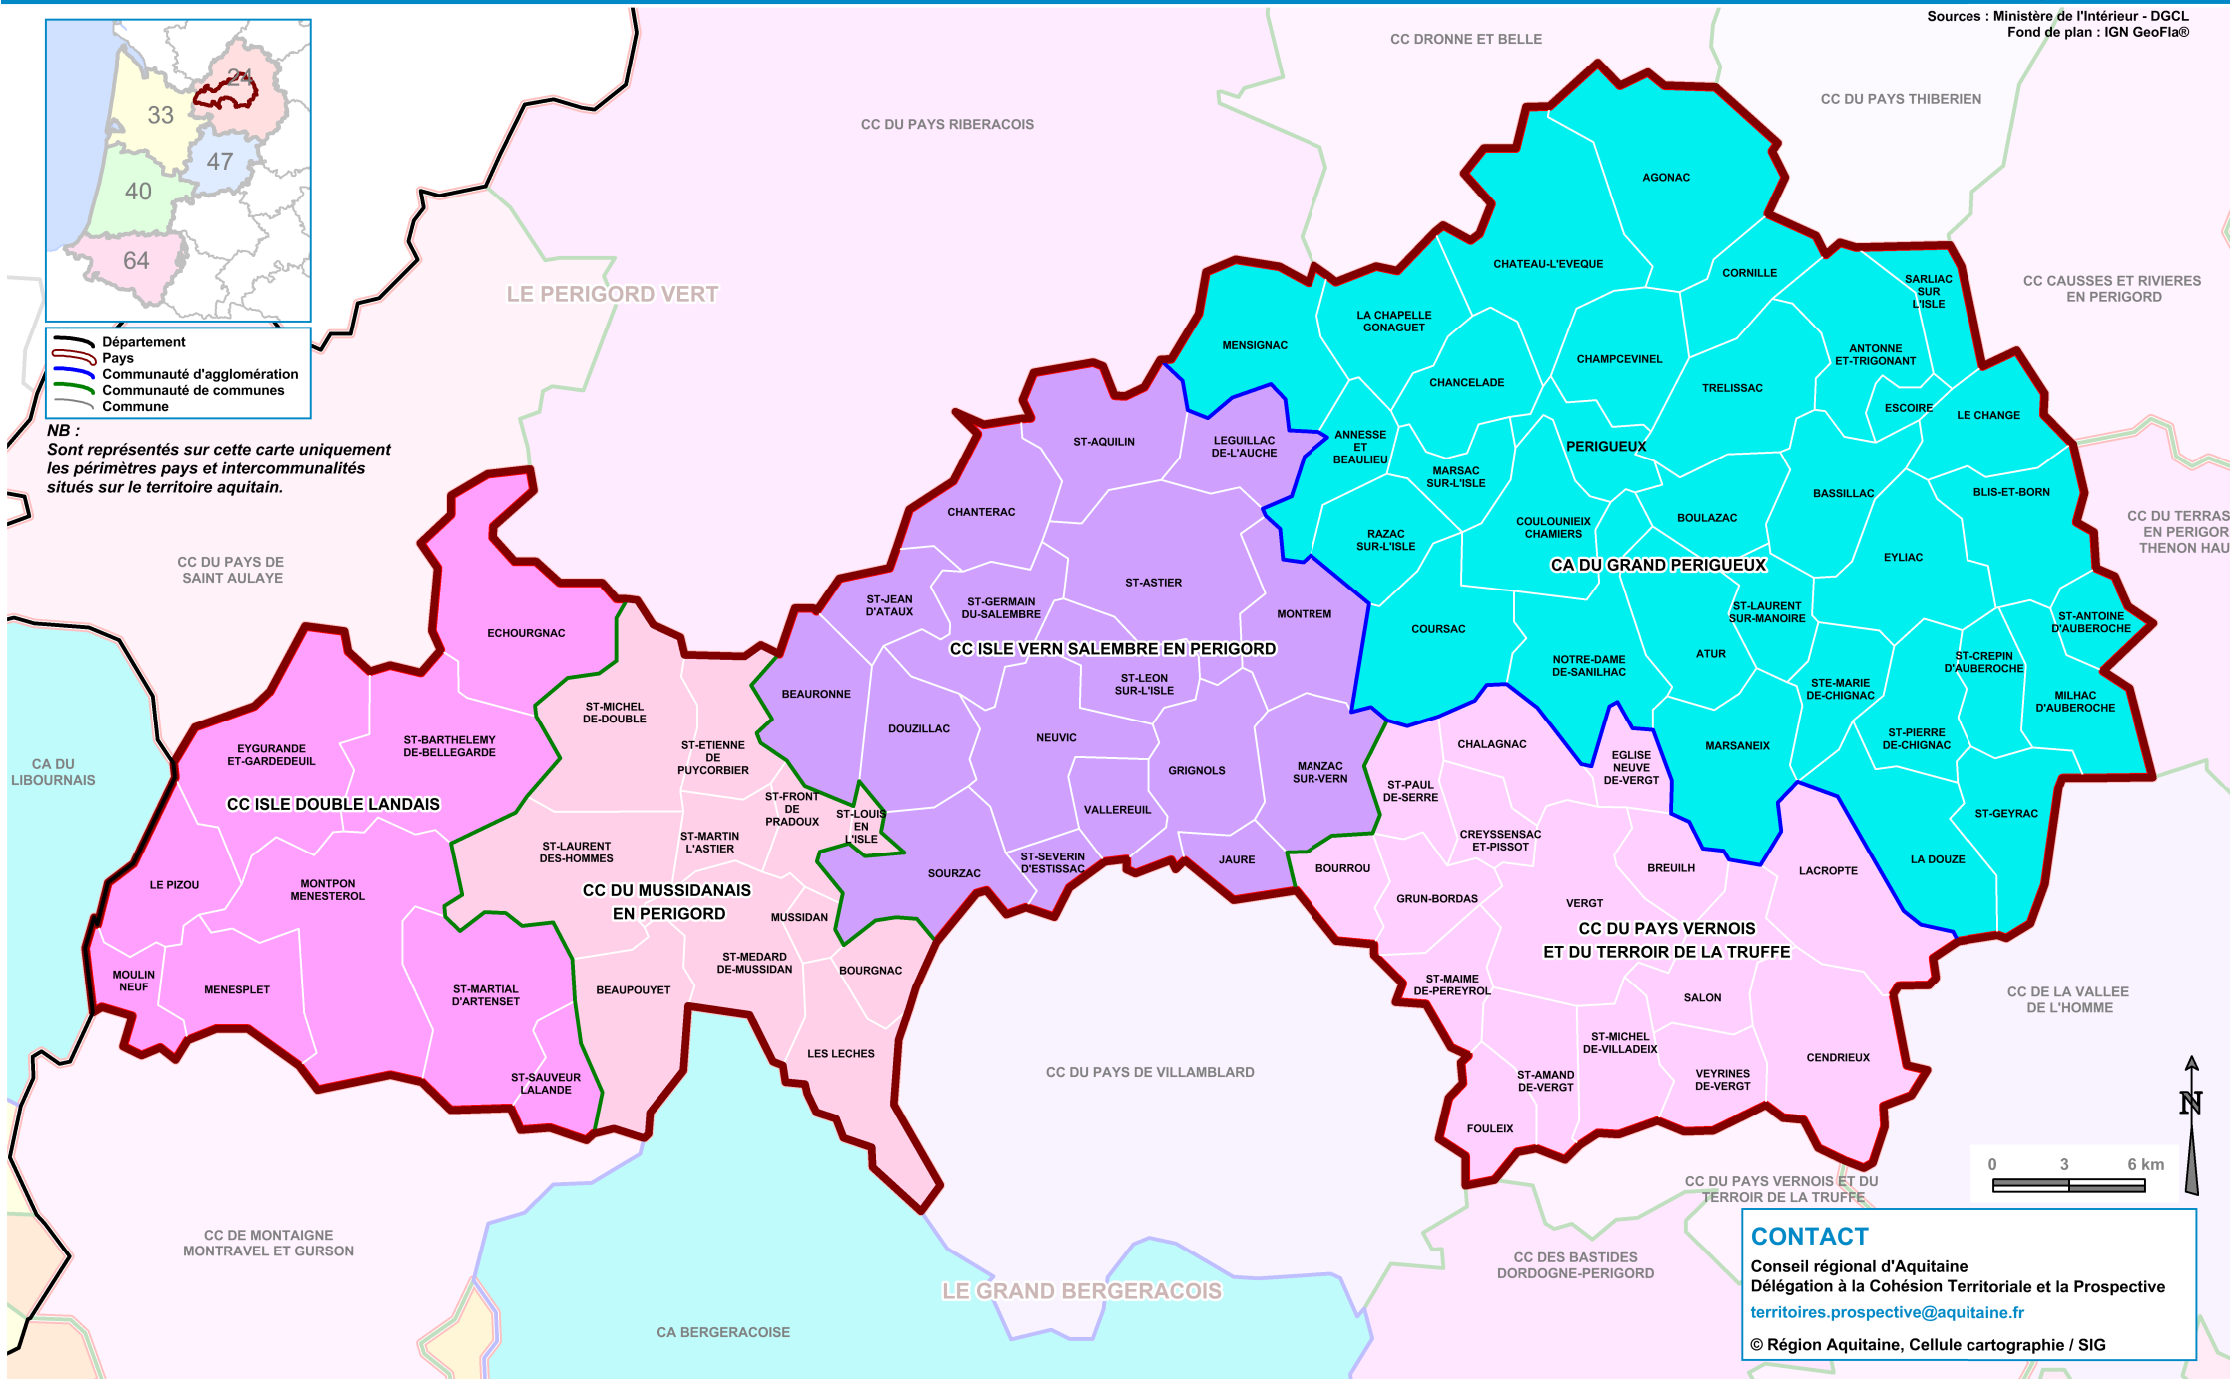 Sources : Ministère de l'Intérieur - DGCL
Fond de plan : IGN GeoFla®
24
33
47
40
64
Département
Pays
Communauté d'agglomération
Communauté de communes
Commune
NB :
Sont représentés sur cette carte uniquement
les périmètres pays et intercommunalités
situés sur le territoire aquitain.
CC DRONNE ET BELLE
CC DU PAYS THIBERIEN
CC DU PAYS RIBERACOIS
LE PERIGORD VERT
CC CAUSSES ET RIVIERES
EN PERIGORD
CC DU TERRAS
EN PERIGOR
THENON HAU
CC DU PAYS DE
SAINT AULAYE
CA DU
LIBOURNAIS
AGONAC
CHATEAU-L'EVEQUE
CORNILLE
SARLIAC
SUR
L'ISLE
LA CHAPELLE
GONAGUET
MENSIGNAC
CHAMPCEVINEL
ANTONNE
ET-TRIGONANT
CHANCELADE
TRELISSAC
ESCOIRE
LE CHANGE
ANNESSE
ET
BEAULIEU
PERIGUEUX
MARSAC
SUR-L'ISLE
BASSILLAC
BLIS-ET-BORN
RAZAC
SUR-L'ISLE
COULOUNIEIX
CHAMIERS
BOULAZAC
EYLIAC
CA DU GRAND PERIGUEUX
ST-LAURENT
SUR-MANOIRE
ST-ANTOINE
D'AUBEROCHE
COURSAC
NOTRE-DAME
DE-SANILHAC
ATUR
ST-CREPIN
D'AUBEROCHE
STE-MARIE
DE-CHIGNAC
MILHAC
D'AUBEROCHE
ST-PIERRE
DE-CHIGNAC
MARSANEIX
ST-GEYRAC
LA DOUZE
ST-AQUILIN
LEGUILLAC
DE-L'AUCHE
CHANTERAC
ST-ASTIER
ST-JEAN
D'ATAUX
ST-GERMAIN
DU-SALEMBRE
MONTREM
CC ISLE VERN SALEMBRE EN PERIGORD
BEAURONNE
ST-LEON
SUR-L'ISLE
DOUZILLAC
NEUVIC
GRIGNOLS
MANZAC
SUR-VERN
VALLEREUIL
JAURE
ST-SEVERIN
D'ESTISSAC
SOURZAC
ECHOURGNAC
EYGURANDE
ET-GARDEDEUIL
ST-BARTHELEMY
DE-BELLEGARDE
CC ISLE DOUBLE LANDAIS
LE PIZOU
MONTPON
MENESTEROL
MOULIN
NEUF
MENESPLET
ST-MARTIAL
D'ARTENSET
ST-SAUVEUR
LALANDE
ST-MICHEL
DE-DOUBLE
ST-ETIENNE
DE
PUYCORBIER
ST-FRONT
DE
PRADOUX
ST-LOUIS
EN
L'ISLE
ST-MARTIN
L'ASTIER
ST-LAURENT
DES-HOMMES
CC DU MUSSIDANAIS
EN PERIGORD
MUSSIDAN
ST-MEDARD
DE-MUSSIDAN
BOURGNAC
BEAUPOUYET
LES LECHES
CHALAGNAC
EGLISE
NEUVE
DE-VERGT
ST-PAUL
DE-SERRE
CREYSSENSAC
ET-PISSOT
BOURROU
BREUILH
LACROPTE
GRUN-BORDAS
VERGT
CC DU PAYS VERNOIS
ET DU TERROIR DE LA TRUFFE
ST-MAIME
DE-PEREYROL
SALON
ST-MICHEL
DE-VILLADEIX
CENDRIEUX
ST-AMAND
DE-VERGT
VEYRINES
DE-VERGT
FOULEIX
CC DE LA VALLEE
DE L'HOMME
CC DU PAYS DE VILLAMBLARD
CC DU PAYS VERNOIS ET DU
TERROIR DE LA TRUFFE
CC DE MONTAIGNE
MONTRAVEL ET GURSON
CC DES BASTIDES
DORDOGNE-PERIGORD
LE GRAND BERGERACOIS
CA BERGERACOISE
N
0 3 6 km
CONTACT
Conseil régional d'Aquitaine
Délégation à la Cohésion Territoriale et la Prospective
territoires.prospective@aquitaine.fr
© Région Aquitaine, Cellule cartographie / SIG